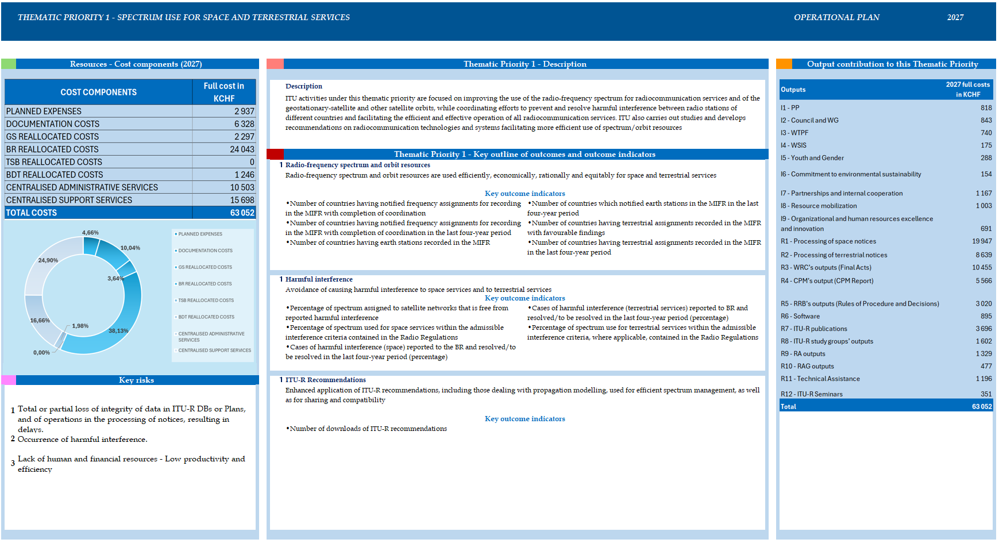 THEMATIC PRIORITY 1 - SPECTRUM USE FOR SPACE AND TERRESTRIAL SERVICES
OPERATIONAL PLAN 2027
Resources - Cost components (2027)
COST COMPONENTS Full cost in
KCHF
PLANNED EXPENSES 2 937
DOCUMENTATION COSTS 6 328
GS REALLOCATED COSTS 2 297
BR REALLOCATED COSTS 24 043
TSB REALLOCATED COSTS 0
BDT REALLOCATED COSTS 1 246
CENTRALISED ADMINISTRATIVE SERVICES 10 503
CENTRALISED SUPPORT SERVICES 15 698
TOTAL COSTS 63 052
4,66%
10,04%
3,64%
38,13%
0,00%
1,98%
16,66%
24,90%
PLANNED EXPENSES
DOCUMENTATION COSTS
GS REALLOCATED COSTS
BR REALLOCATED COSTS
TSB REALLOCATED COSTS
BDT REALLOCATED COSTS
CENTRALISED ADMINISTRATIVE
SERVICES
CENTRALISED SUPPORT SERVICES
Key risks
1 Total or partial loss of integrity of data in ITU-R DBs or Plans,
and of operations in the processing of notices, resulting in
delays.
2 Occurrence of harmful interference.
3 Lack of human and financial resources - Low productivity and
efficiency
Thematic Priority 1 - Description
Description
ITU activities under this thematic priority are focused on improving the use of the radio-frequency spectrum for radiocommunication services and of the
geostationary-satellite and other satellite orbits, while coordinating efforts to prevent and resolve harmful interference between radio stations of
different countries and facilitating the efficient and effective operation of all radiocommunication services. ITU also carries out studies and develops
recommendations on radiocommunication technologies and systems facilitating more efficient use of spectrum/orbit resources
Thematic Priority 1 - Key outline of outcomes and outcome indicators
1 Radio-frequency spectrum and orbit resources
Radio-frequency spectrum and orbit resources are used efficiently, economically, rationally and equitably for space and terrestrial services
Key outcome indicators
•Number of countries having notified frequency assignments for recording
in the MIFR with completion of coordination
•Number of countries having notified frequency assignments for recording
in the MIFR with completion of coordination in the last four-year period
•Number of countries having earth stations recorded in the MIFR
•Number of countries which notified earth stations in the MIFR in the last
four-year period
•Number of countries having terrestrial assignments recorded in the MIFR
with favourable findings
•Number of countries having terrestrial assignments recorded in the MIFR
in the last four-year period
1 Harmful interference
Avoidance of causing harmful interference to space services and to terrestrial services
Key outcome indicators
•Percentage of spectrum assigned to satellite networks that is free from
reported harmful interference
•Percentage of spectrum used for space services within the admissible
interference criteria contained in the Radio Regulations
•Cases of harmful interference (space) reported to the BR and resolved/to
be resolved in the last four-year period (percentage)
•Cases of harmful interference (terrestrial services) reported to BR and
resolved/to be resolved in the last four-year period (percentage)
•Percentage of spectrum use for terrestrial services within the admissible
interference criteria, where applicable, contained in the Radio Regulations
1 ITU-R Recommendations
Enhanced application of ITU-R recommendations, including those dealing with propagation modelling, used for efficient spectrum management, as well
as for sharing and compatibility
Key outcome indicators
•Number of downloads of ITU-R recommendations
Output contribution to this Thematic Priority
Outputs 2027 full costs
in KCHF
I1 - PP 818
I2 - Council and WG 843
I3 - WTPF 740
I4 - WSIS 175
I5 - Youth and Gender 288
I6 - Commitment to environmental sustainability 154
I7 - Partnerships and internal cooperation 1 167
I8 - Resource mobilization 1 003
I9 - Organizational and human resources excellence
and innovation 691
R1 - Processing of space notices 19 947
R2 - Processing of terrestrial notices 8 639
R3 - WRC's outputs (Final Acts) 10 455
R4 - CPM's output (CPM Report) 5 566
R5 - RRB's outputs (Rules of Procedure and Decisions) 3 020
R6 - Software 895
R7 - ITU-R publications 3 696
R8 - ITU-R study groups' outputs 1 602
R9 - RA outputs 1 329
R10 - RAG outputs 477
R11 - Technical Assistance 1 196
R12 - ITU-R Seminars 351
Total 63 052